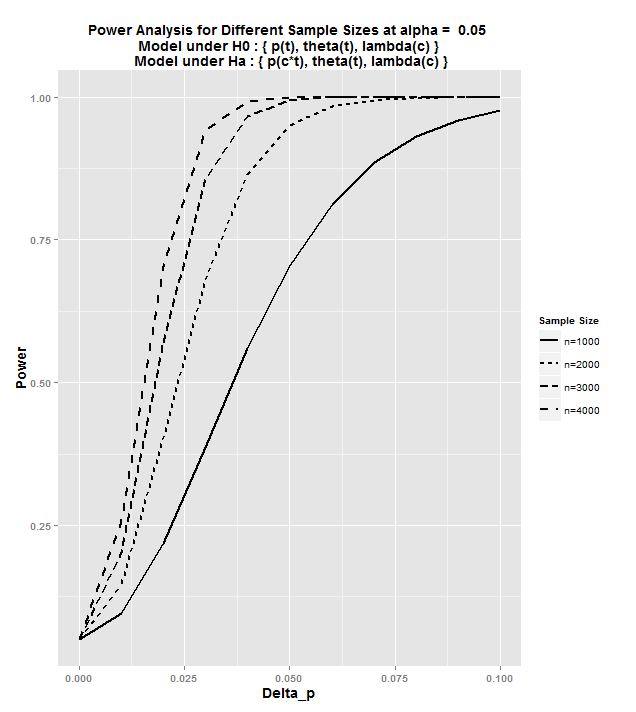 Power Analysis for Different Sample Sizes at alpha =  0.05
Model under H0 : { p(t), theta(t), lambda(c) }
Model under Ha : { p(c*t), theta(t), lambda(c) }
1.00
0.75
0.50
0.25
Power
0.000
0.025
0.050
0.075
0.100
Delta_p
Sample Size
n=1000
n=2000
n=3000
n=4000